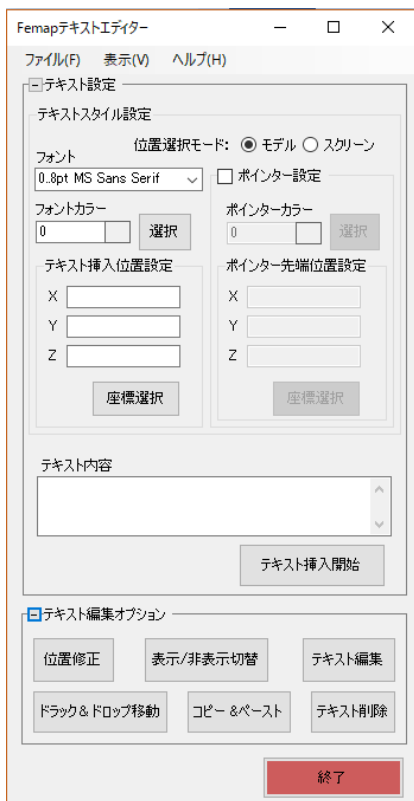 Femapテキストエディター
ファイル(F) 表示(V) ヘルプ(H)
テキスト設定
テキストスタイル設定
位置選択モード: モデル スクリーン
フォント
0..8pt MS Sans Serif
ポインター設定
フォントカラー
0
選択
ポインターカラー
0
選択
テキスト挿入位置設定
X
Y
Z
座標選択
ポインター先端位置設定
X
Y
Z
座標選択
テキスト内容
テキスト挿入開始
テキスト編集オプション
位置修正 表示/非表示切替 テキスト編集
ドラック＆ドロップ移動 コピー &ペースト テキスト削除
終了